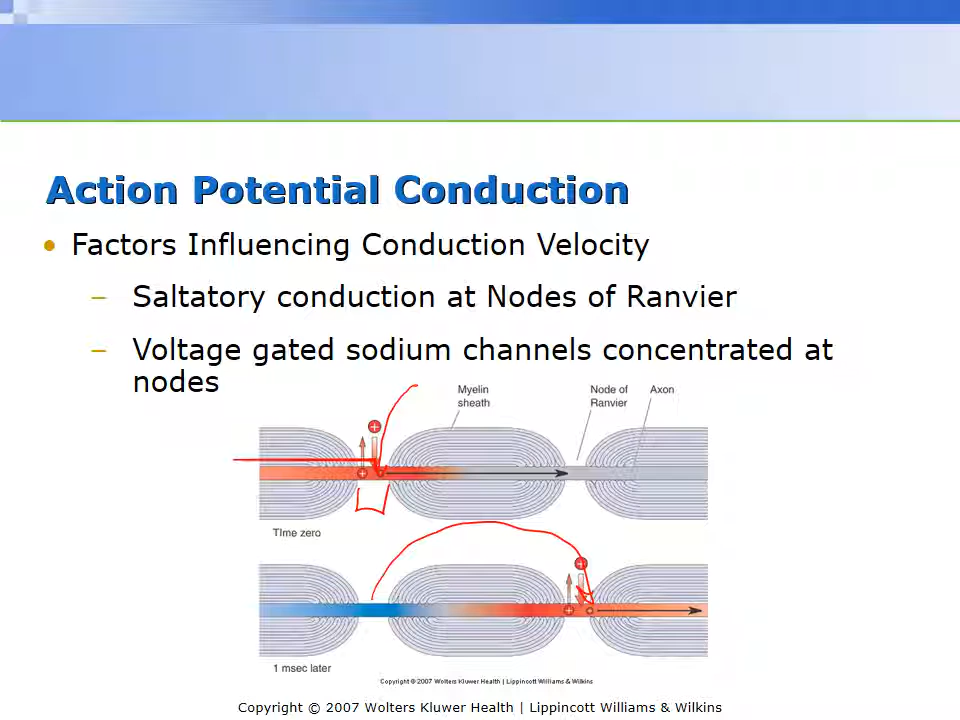 Action Potential Conduction
• Factors Influencing Conduction Velocity
– Saltatory conduction at Nodes of Ranvier
– Voltage gated sodium channels concentrated at
nodes
Myelin
sheath
Node of
Ranvier
Axon
+
+
TIme zero
+
+
1 msec later
Copyright © 2007 Wolters Kluwer Health | Lippincott Williams & Wilkins
Copyright © 2007 Wolters Kluwer Health | Lippincott Williams & Wilkins